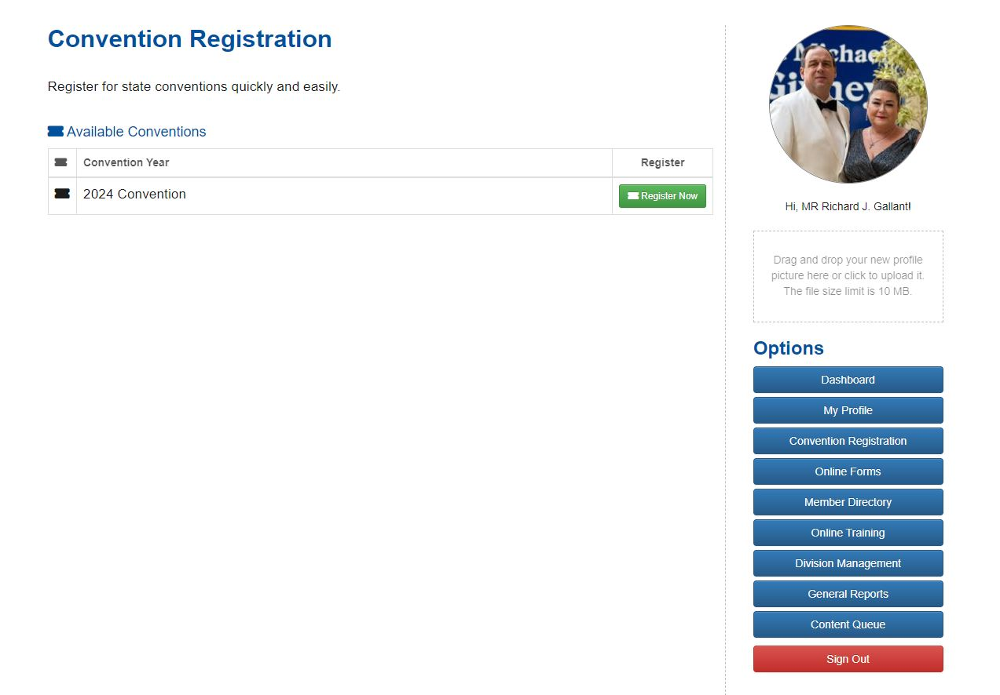 Convention Registration
Register for state conventions quickly and easily.
Available Conventions
Convention Year
Register
2024 Convention
Register Now
Michael
Hi, MR Richard J. Gallant!
Drag and drop your new profile
picture here or click to upload it.
The file size limit is 10 MB.
Options
Dashboard
My Profile
Convention Registration
Online Forms
Member Directory
Online Training
Division Management
General Reports
Content Queue
Sign Out